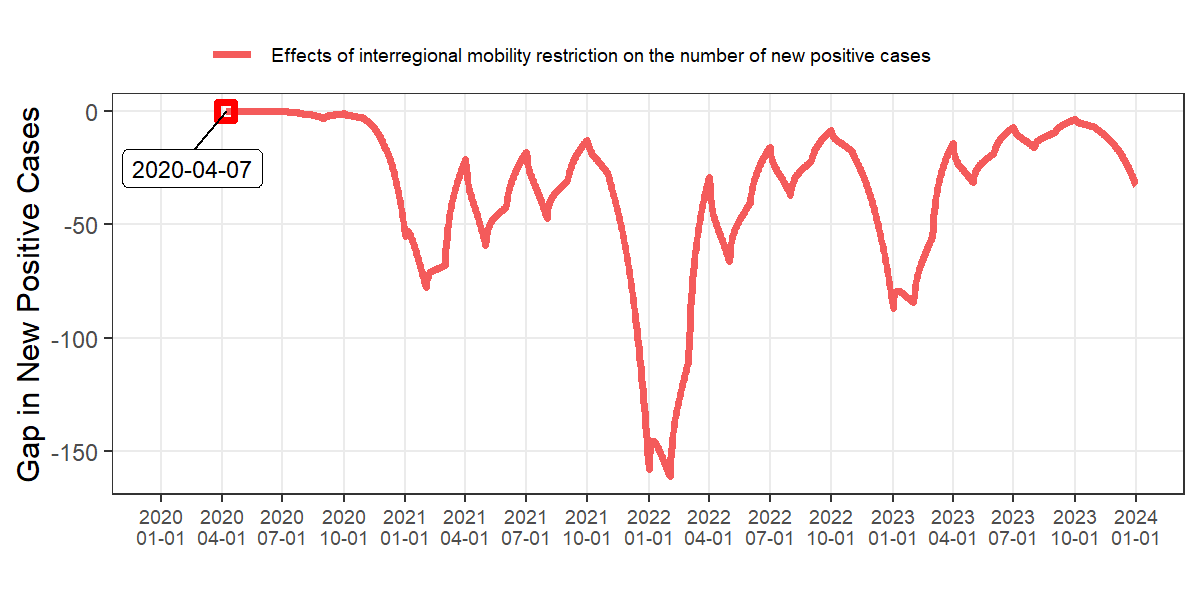 Effects of interregional mobility restriction on the number of new positive cases
Gap in New Positive Cases
0
-50
-100
-150
2020-04-07
2020 2020 2020 2020 2021 2021 2021 2021 2022 2022 2022 2022 2023 2023 2023 2023 2024
01-01 04-01 07-01 10-01 01-01 04-01 07-01 10-01 01-01 04-01 07-01 10-01 01-01 04-01 07-01 10-01 01-01